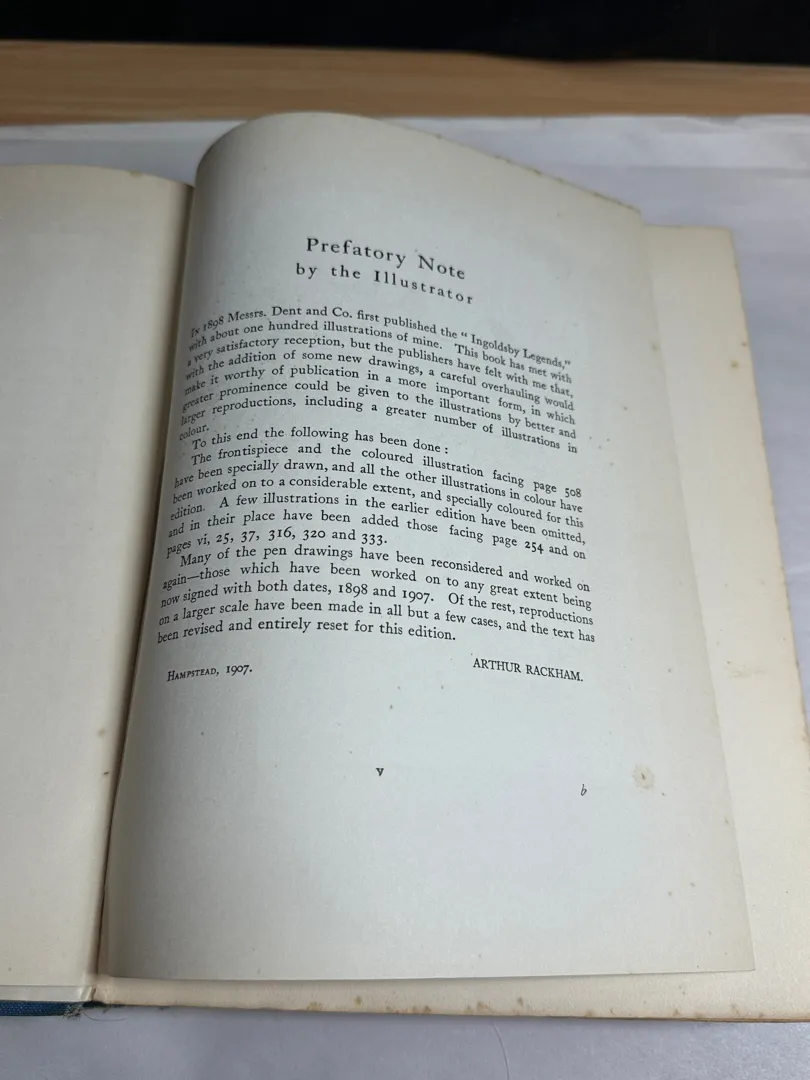 Prefatory Note
by the Illustrator
In 1898 Messrs. Dent and Co. first published the "Ingoldsby Legends,"
with about one hundred illustrations of mine. This book has met with
a very satisfactory reception, but the publishers have felt with me that,
with the addition of some new drawings, a careful overhauling would
make it worthy of publication in a more important form, in which
greater prominence could be given to the illustrations by better and
larger reproductions, including a greater number of illustrations in
colour.
To this end the following has been done :
The frontispiece and the coloured illustration facing page 508
have been specially drawn, and all the other illustrations in colour have
been worked on to a considerable extent, and specially coloured for this
edition. A few illustrations in the earlier edition have been omitted,
and in their place have been added those facing page 254 and on
pages vi, 25, 37, 316, 320 and 333.
Many of the pen drawings have been reconsidered and worked on
again—those which have been worked on to any great extent being
now signed with both dates, 1898 and 1907. Of the rest, reproductions
on a larger scale have been made in all but a few cases, and the text has
been revised and entirely reset for this edition.
ARTHUR RACKHAM.
Hampstead, 1907.
v
b